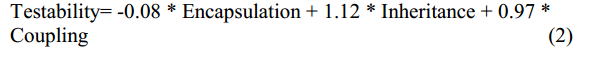 Testability= -0.08 * Encapsulation + 1.12 * Inheritance + 0.97 *
Coupling (2)